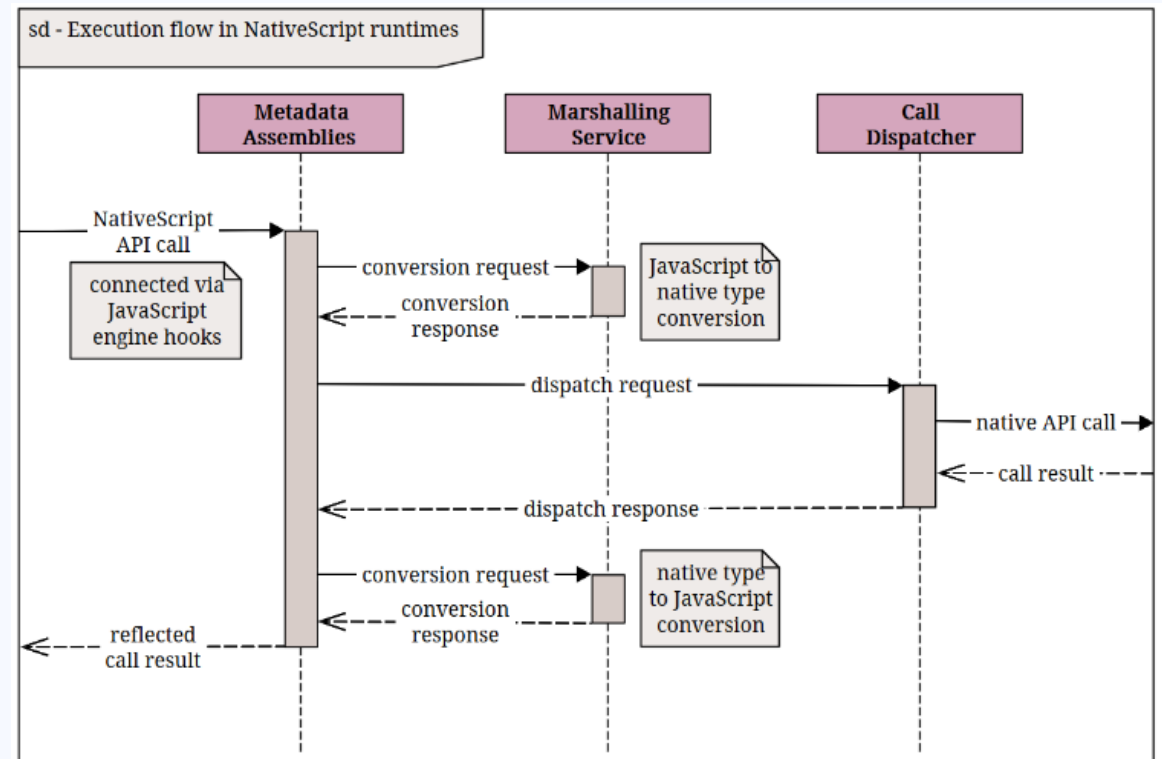 sd - Execution flow in NativeScript runtimes
Metadada
Assemblies
Marshalling
Service
Call
Dispatcher
NativeScript
API call
connected via
JavaScript
engine hooks
conversion request
JavaScript to
native type
conversion
conversion
response
dispatch request
native API call
call result
dispatch response
conversion request
native type
to JavaScript
conversion
conversion
response
reflected
call result